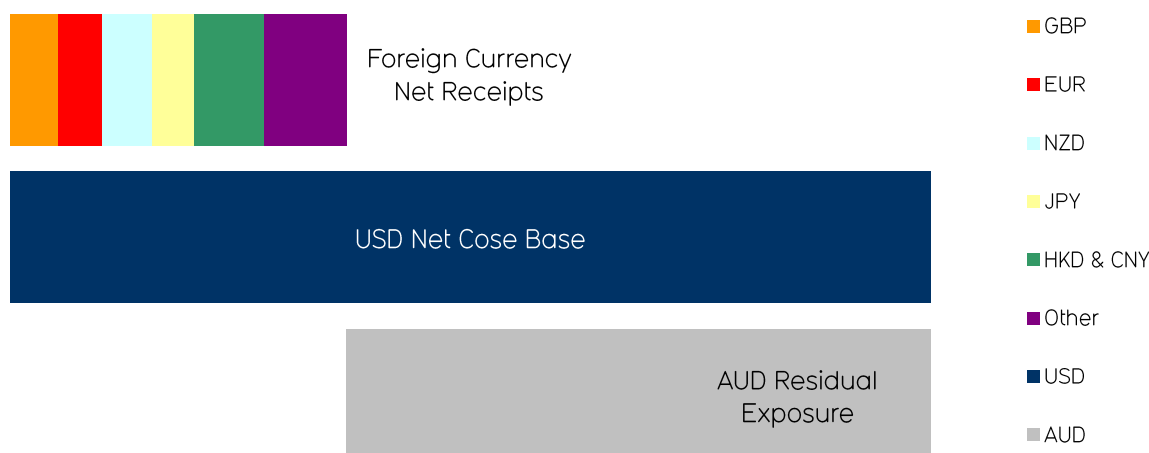 Foreign Currency
Net Receipts
USD Net Cose Base
AUD Residual
Exposure
GBP
EUR
NZD
JPY
HKD & CNY
Other
USD
AUD